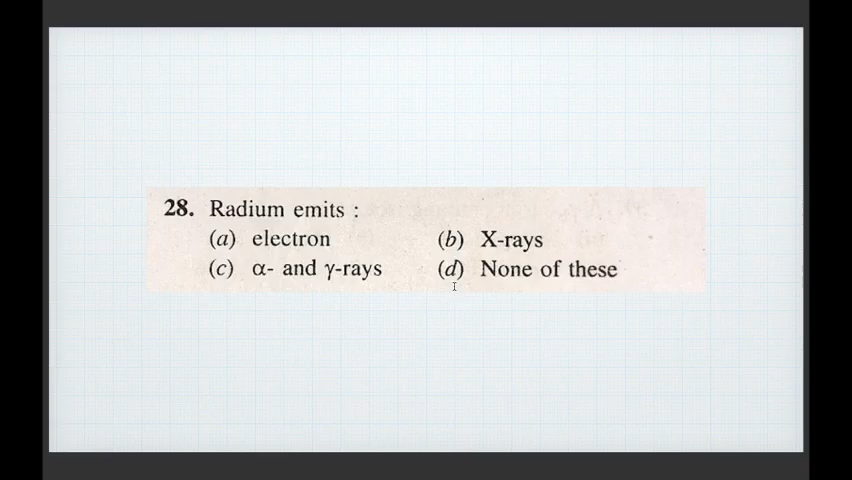 28. Radium emits :
(a) electron (b) X-rays
(c) α- and γ-rays (d) None of these